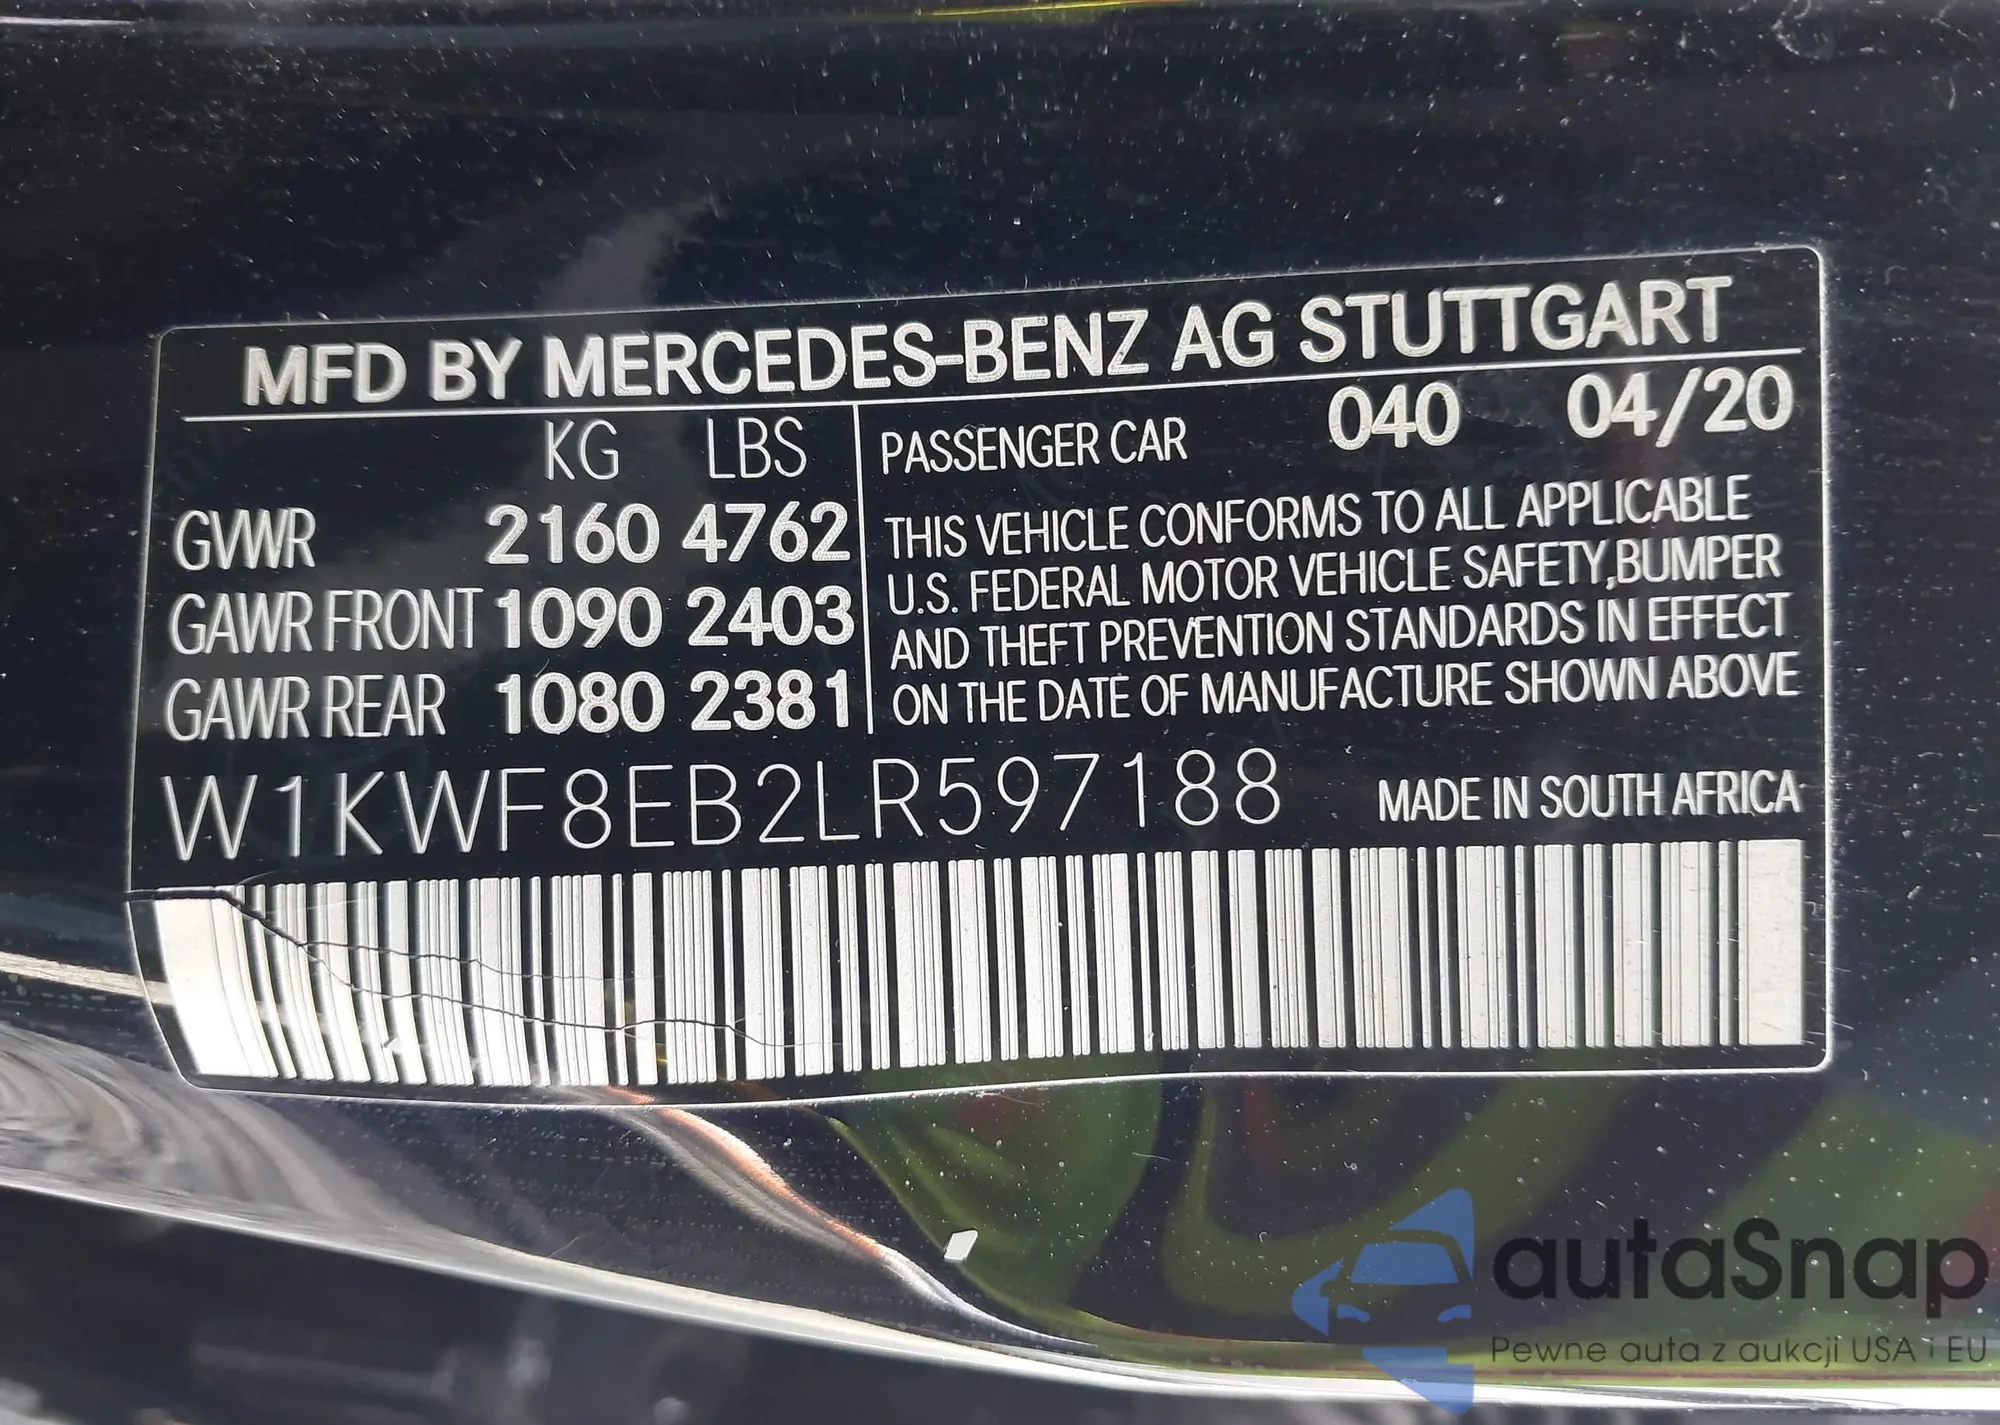 MFD BY MERCEDES-BENZ AG STUTTGART
KG LBS
GVWR 2160 4762
GAWR FRONT 1090 2403
GAWR REAR 1080 2381
PASSENGER CAR 040 04/20
THIS VEHICLE CONFORMS TO ALL APPLICABLE
U.S. FEDERAL MOTOR VEHICLE SAFETY,BUMPER
AND THEFT PREVENTION STANDARDS IN EFFECT
ON THE DATE OF MANUFACTURE SHOWN ABOVE
W1KWF8EB2LR597188 MADE IN SOUTH AFRICA
autaSnap
Pewne auta z aukcji USA i EU